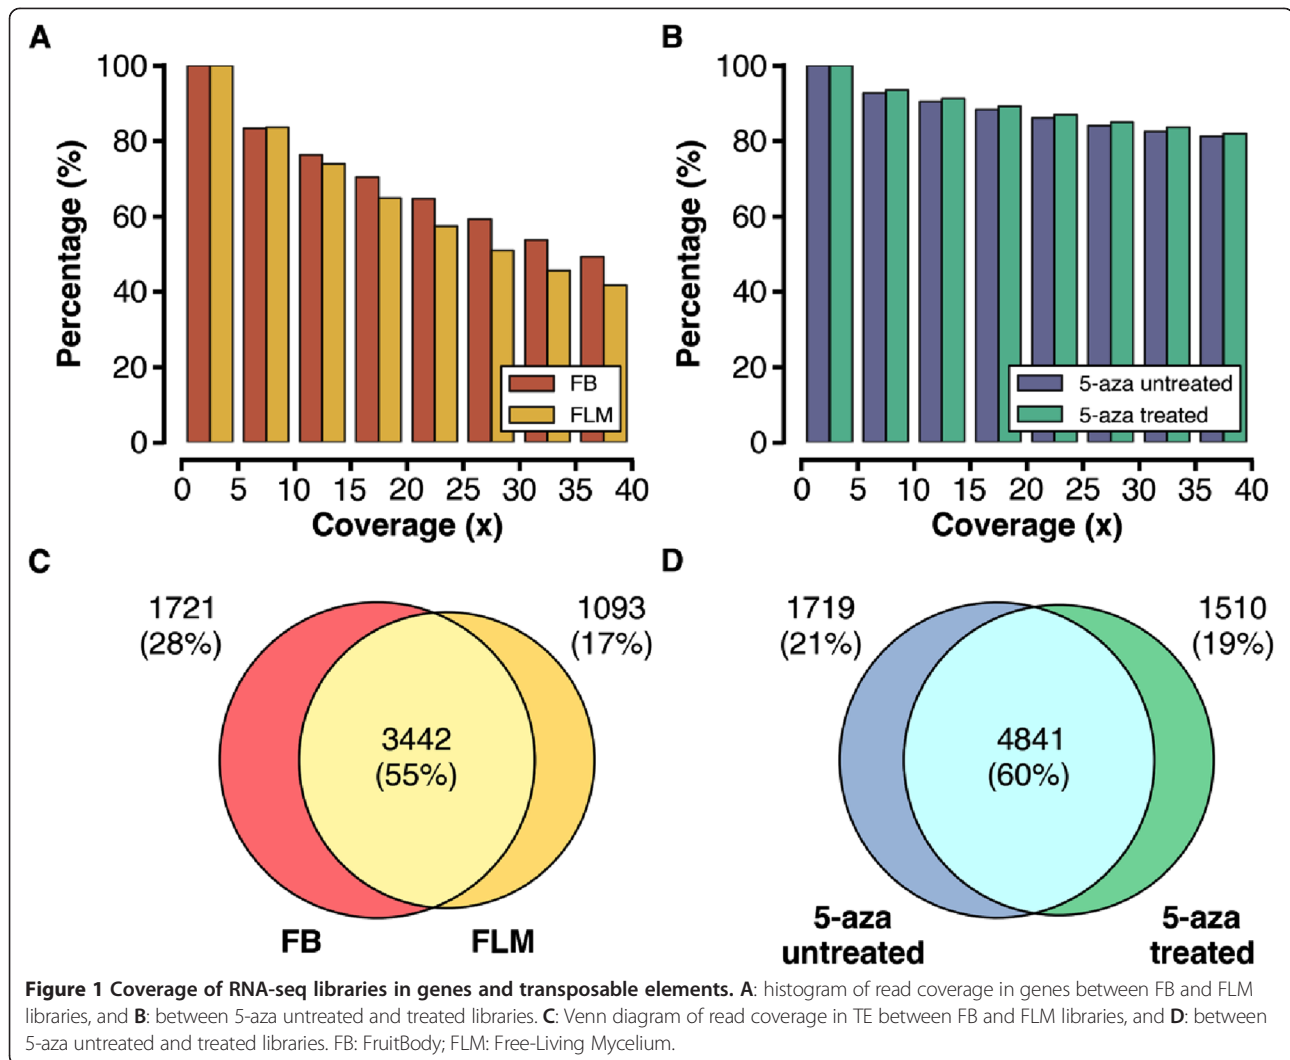 A
B
100
80
60
40
20
0
Percentage (%)
0 5 10 15 20 25 30 35 40
Coverage (x)
FB
FLM
100
80
60
40
20
0
Percentage (%)
0 5 10 15 20 25 30 35 40
Coverage (x)
5-aza untreated
5-aza treated
C
1721
(28%)
1093
(17%)
3442
(55%)
FB
FLM
D
1719
(21%)
1510
(19%)
4841
(60%)
5-aza
untreated
5-aza
treated
Figure 1 Coverage of RNA-seq libraries in genes and transposable elements. A: histogram of read coverage in genes between FB and FLM
libraries, and B: between 5-aza untreated and treated libraries. C: Venn diagram of read coverage in TE between FB and FLM libraries, and D: between
5-aza untreated and treated libraries. FB: FruitBody; FLM: Free-Living Mycelium.